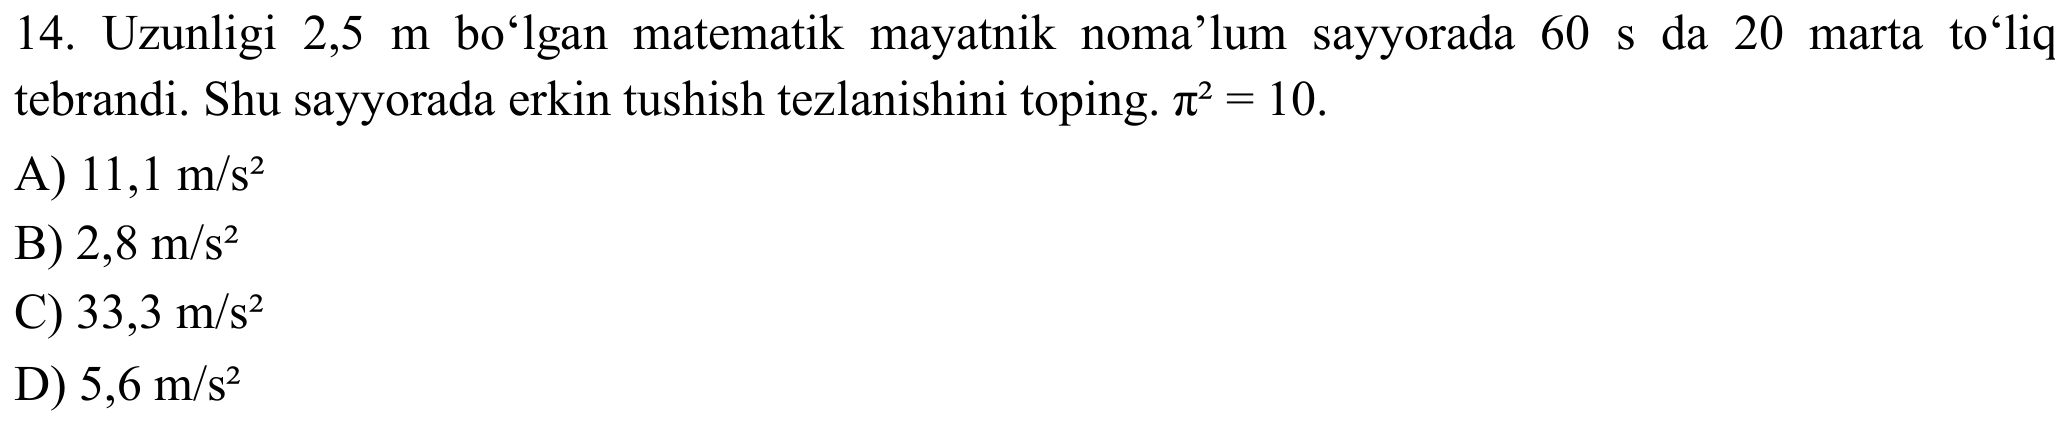 14. Uzunligi 2,5 m bo‘lgan matematik mayatnik noma’lum sayyorada 60 s da 20 marta to‘liq
tebrandi. Shu sayyorada erkin tushish tezlanishini toping. π² = 10.
A) 11,1 m/s²
B) 2,8 m/s²
C) 33,3 m/s²
D) 5,6 m/s²